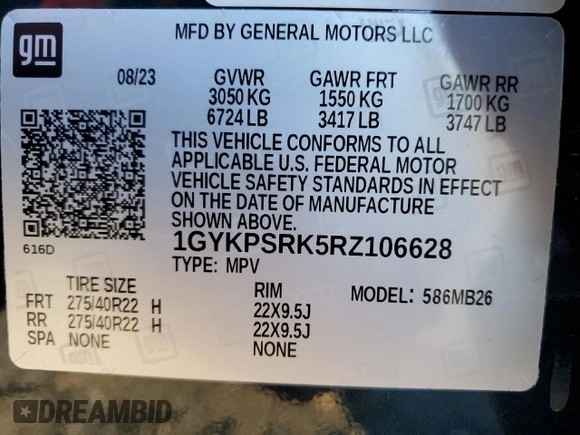 gm
MFD BY GENERAL MOTORS LLC
08/23 GVWR GAWR FRT GAWR RR
3050 KG 1550 KG 1700 KG
6724 LB 3417 LB 3747 LB
THIS VEHICLE CONFORMS TO ALL
APPLICABLE U.S. FEDERAL MOTOR
VEHICLE SAFETY STANDARDS IN EFFECT
ON THE DATE OF MANUFACTURE
SHOWN ABOVE.
616D
1GYKPSRK5RZ106628
TYPE: MPV
TIRE SIZE RIM MODEL: 586MB26
FRT 275/40R22 H 22X9.5J
RR 275/40R22 H 22X9.5J
SPA NONE NONE
DREAMBID